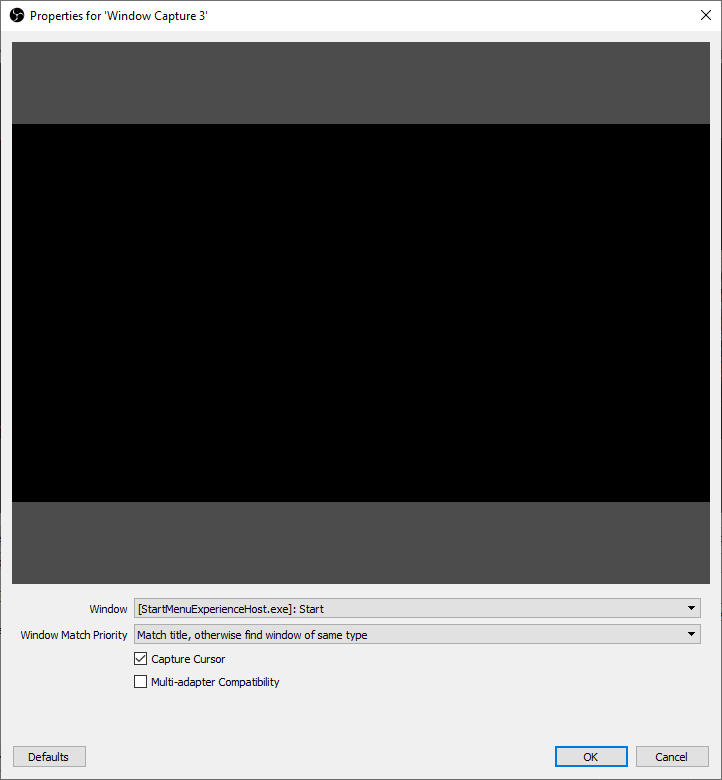 Properties for 'Window Capture 3'
Window [StartMenuExperienceHost.exe]: Start
Window Match Priority Match title, otherwise find window of same type
Capture Cursor
Multi-adapter Compatibility
Defaults OK Cancel